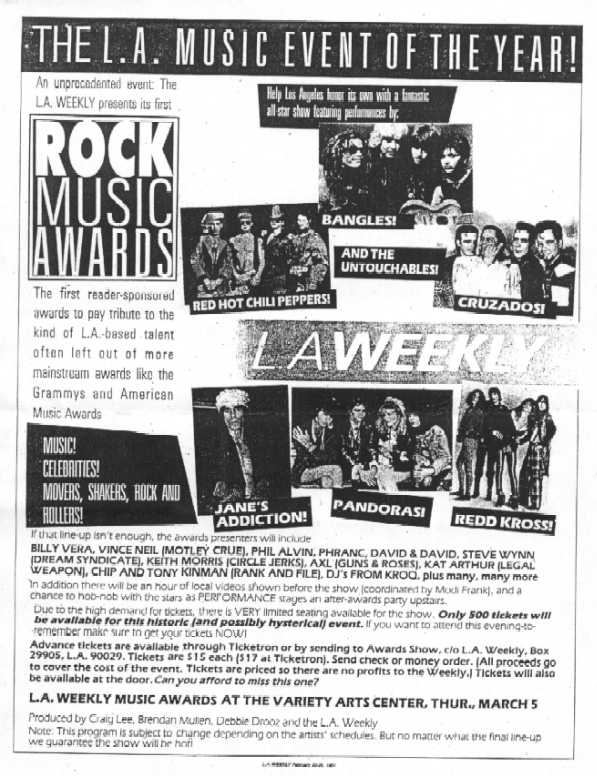 THE L.A. MUSIC EVENT OF THE YEAR!
An unprecedented event: The
L.A. WEEKLY presents its first
ROCK
MUSIC
AWARDS
The first reader-sponsored
awards to pay tribute to the
kind of L.A.-based talent
often left out of more
mainstream awards like the
Grammys and American
Music Awards
Help Los Angeles honor its own with a fantastic
all-star show featuring performances by:
BANGLES!
RED HOT CHILI PEPPERS!
AND THE
UNTOUCHABLES!
CRUZADOS!
LAWEEKLY
MUSIC!
CELEBRITIES!
MOVERS, SHAKERS, ROCK AND
ROLLERS!
JANE'S
ADDICTION!
PANDORAS!
REDD KROSS!
If that line-up isn't enough, the awards presenters will include
BILLY VERA, VINCE NEIL (MOTLEY CRUE), PHIL ALVIN, PHRANC, DAVID & DAVID, STEVE WYNN
(DREAM SYNDICATE), KEITH MORRIS (CIRCLE JERKS), AXL (GUNS & ROSES), KAT ARTHUR (LEGAL
WEAPON), CHIP AND TONY KINMAN (RANK AND FILE), DJ's FROM KROQ, plus many, many more
In addition there will be an hour of local videos shown before the show (coordinated by Modi Frank), and a
chance to hob-nob with the stars as PERFORMANCE stages an after-awards party upstairs.
Due to the high demand for tickets, there is VERY limited seating available for the show. Only 500 tickets will
be available for this historic (and possibly hysterical) event. If you want to attend this evening-to-
remember make sure to get your tickets NOW!
Advance tickets are available through Ticketron or by sending to Awards Show, c/o L.A. Weekly, Box
29905, L.A. 90029. Tickets are $15 each ($17 at Ticketron). Send check or money order. (All proceeds go
to cover the cost of the event. Tickets are priced so there are no profits to the Weekly.) Tickets will also
be available at the door. Can you afford to miss this one?
L.A. WEEKLY MUSIC AWARDS AT THE VARIETY ARTS CENTER, THUR., MARCH 5
Produced by Craig Lee, Brendan Mullen, Debbie Drooz and the L.A. Weekly
Note: This program is subject to change depending on the artists' schedules. But no matter what the final line-up
we guarantee the show will be hot!
L.A. WEEKLY February